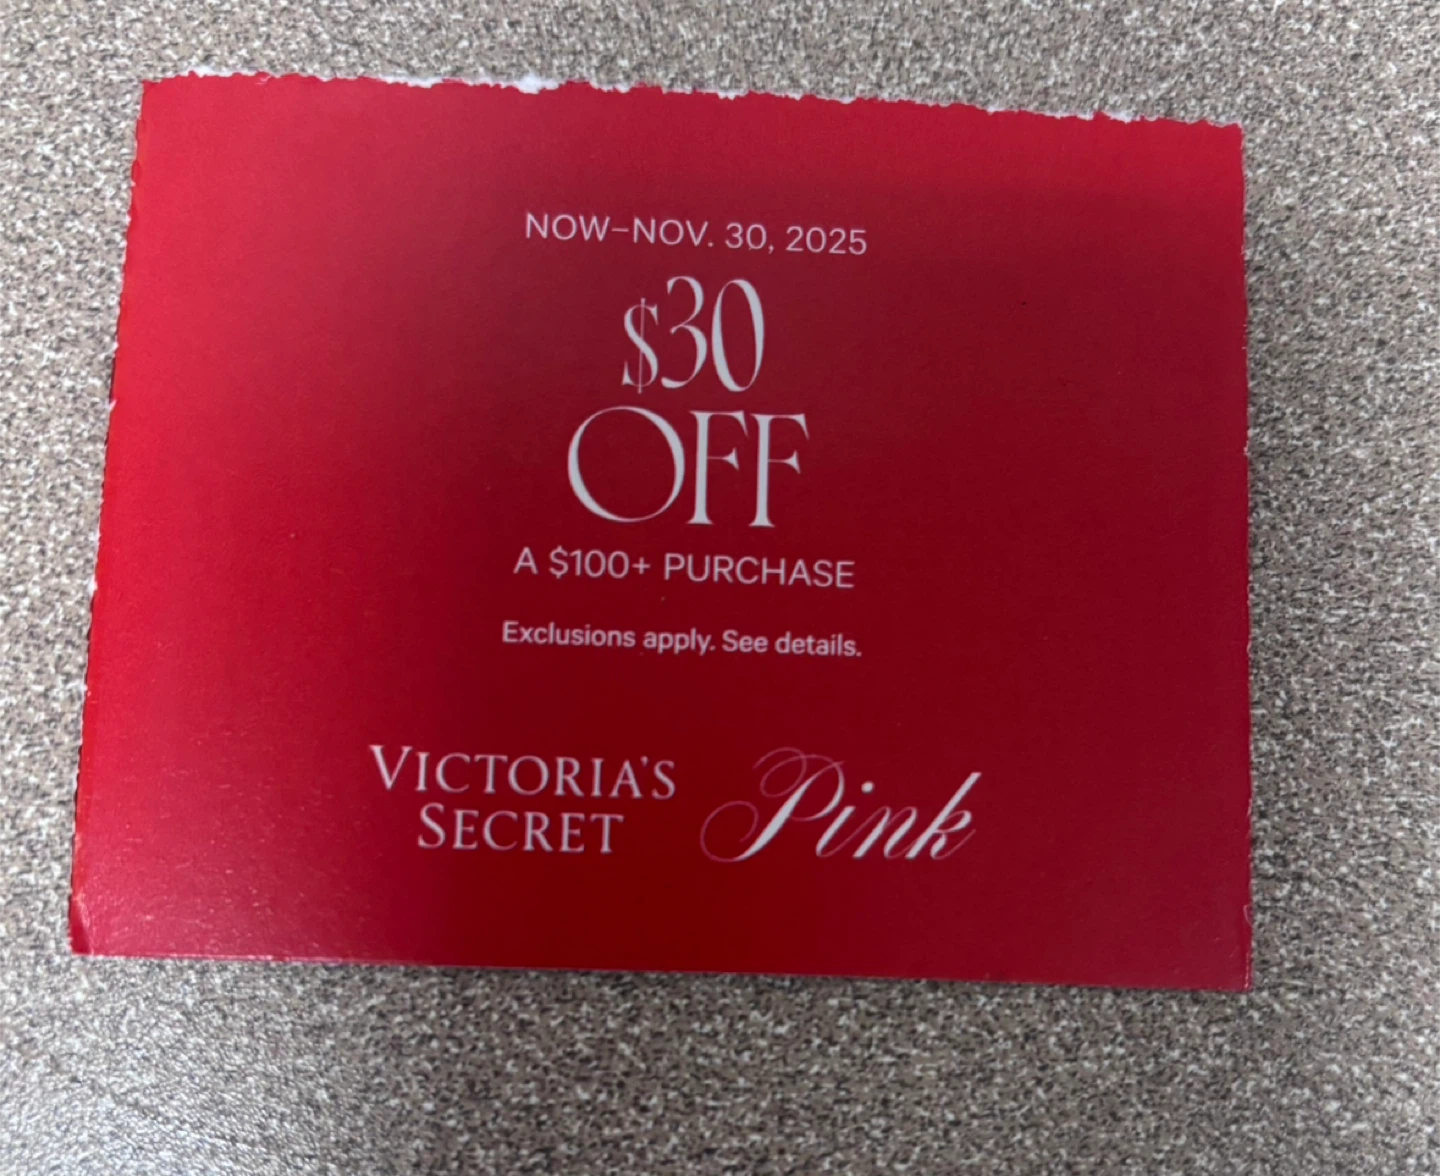 NOW–NOV. 30, 2025
$30
OFF
A $100+ PURCHASE
Exclusions apply. See details.
VICTORIA'S
SECRET
Pink